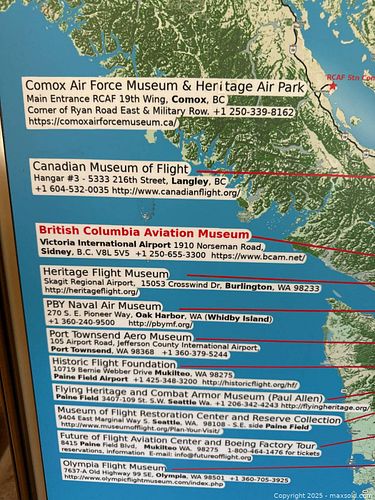 Comox Air Force Museum & Heritage Air Park
Main Entrance RCAF 19th Wing, Comox, BC
Corner of Ryan Road East & Military Row. +1 250-339-8162
https://comoxairforcemuseum.ca/
RCAF Stn Com
Canadian Museum of Flight
Hangar #3 - 5333 216th Street, Langley, BC
+1 604-532-0035 http://www.canadianflight.org/
British Columbia Aviation Museum
Victoria International Airport 1910 Norseman Road,
Sidney, B.C. V8L 5V5 +1 250-655-3300 https://www.bcam.net/
Heritage Flight Museum
Skagit Regional Airport, 15053 Crosswind Dr, Burlington, WA 98233
http://heritageflight.org/
PBY Naval Air Museum
270 S. E. Pioneer Way, Oak Harbor, WA (Whidby Island)
+1 360-240-9500 http://pbymf.org/
Port Townsend Aero Museum
105 Airport Road, Jefferson County International Airport,
Port Townsend, WA 98368 +1 360-379-5244
Historic Flight Foundation
10719 Bernie Webber Drive Mukilteo, WA 98275
Paine Field Airport +1 425-348-3200 http://historicflight.org/hf/
Flying Heritage and Combat Armor Museum (Paul Allen)
Paine Field 3407-109 St. S.W. Seattle Wa. +1 206-342-4243 http://flyingheritage.org/
Museum of Flight Restoration Center and Reserve Collection
9404 East Marginal Way S. Seattle, WA. 98108 - S.E. side Paine Field
http://www.museumofflight.org/Plan-Your-Visit/
Future of Flight Aviation Center and Boeing Factory Tour
8415 Paine Field Blvd, Mukilteo WA. 98275 1-800-464-1476 for tickets
reservations, information E-mail: info@futureofflight.org
Olympia Flight Museum
7637-A Old Highway 99 SE, Olympia, WA 98501 +1 360-705-3925
http://www.olympicflightmuseum.com/index.php
Copyright 2025 - maxsold.com